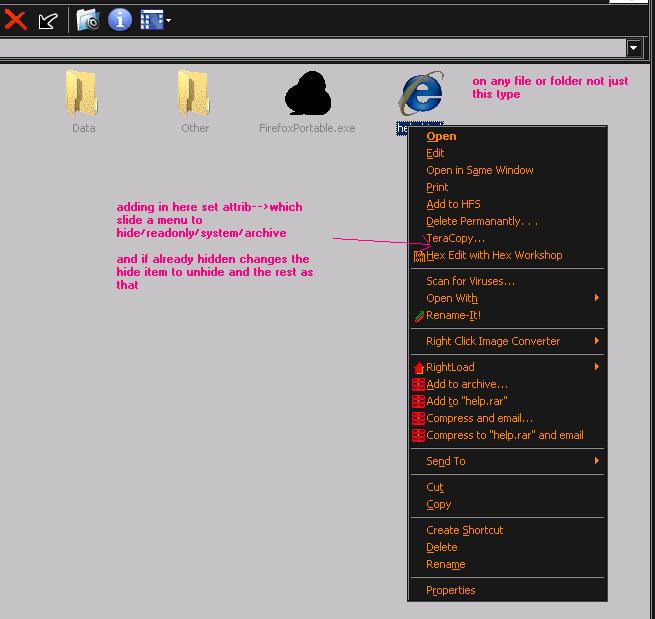 on any file or folder not just
this type
Data
Other
FirefoxPortable.exe
he
Open
Edit
Open in Same Window
Print
Add to HFS
Delete Permanantly. . .
TeraCopy...
Hex Edit with Hex Workshop
Scan for Viruses...
Open With
Rename-It!
Right Click Image Converter
RightLoad
Add to archive...
Add to "help.rar"
Compress and email...
Compress to "help.rar" and email
Send To
Cut
Copy
Create Shortcut
Delete
Rename
Properties
adding in here set attrib-->which
slide a menu to
hide/readonly/system/archive
and if already hidden changes the
hide item to unhide and the rest as
that